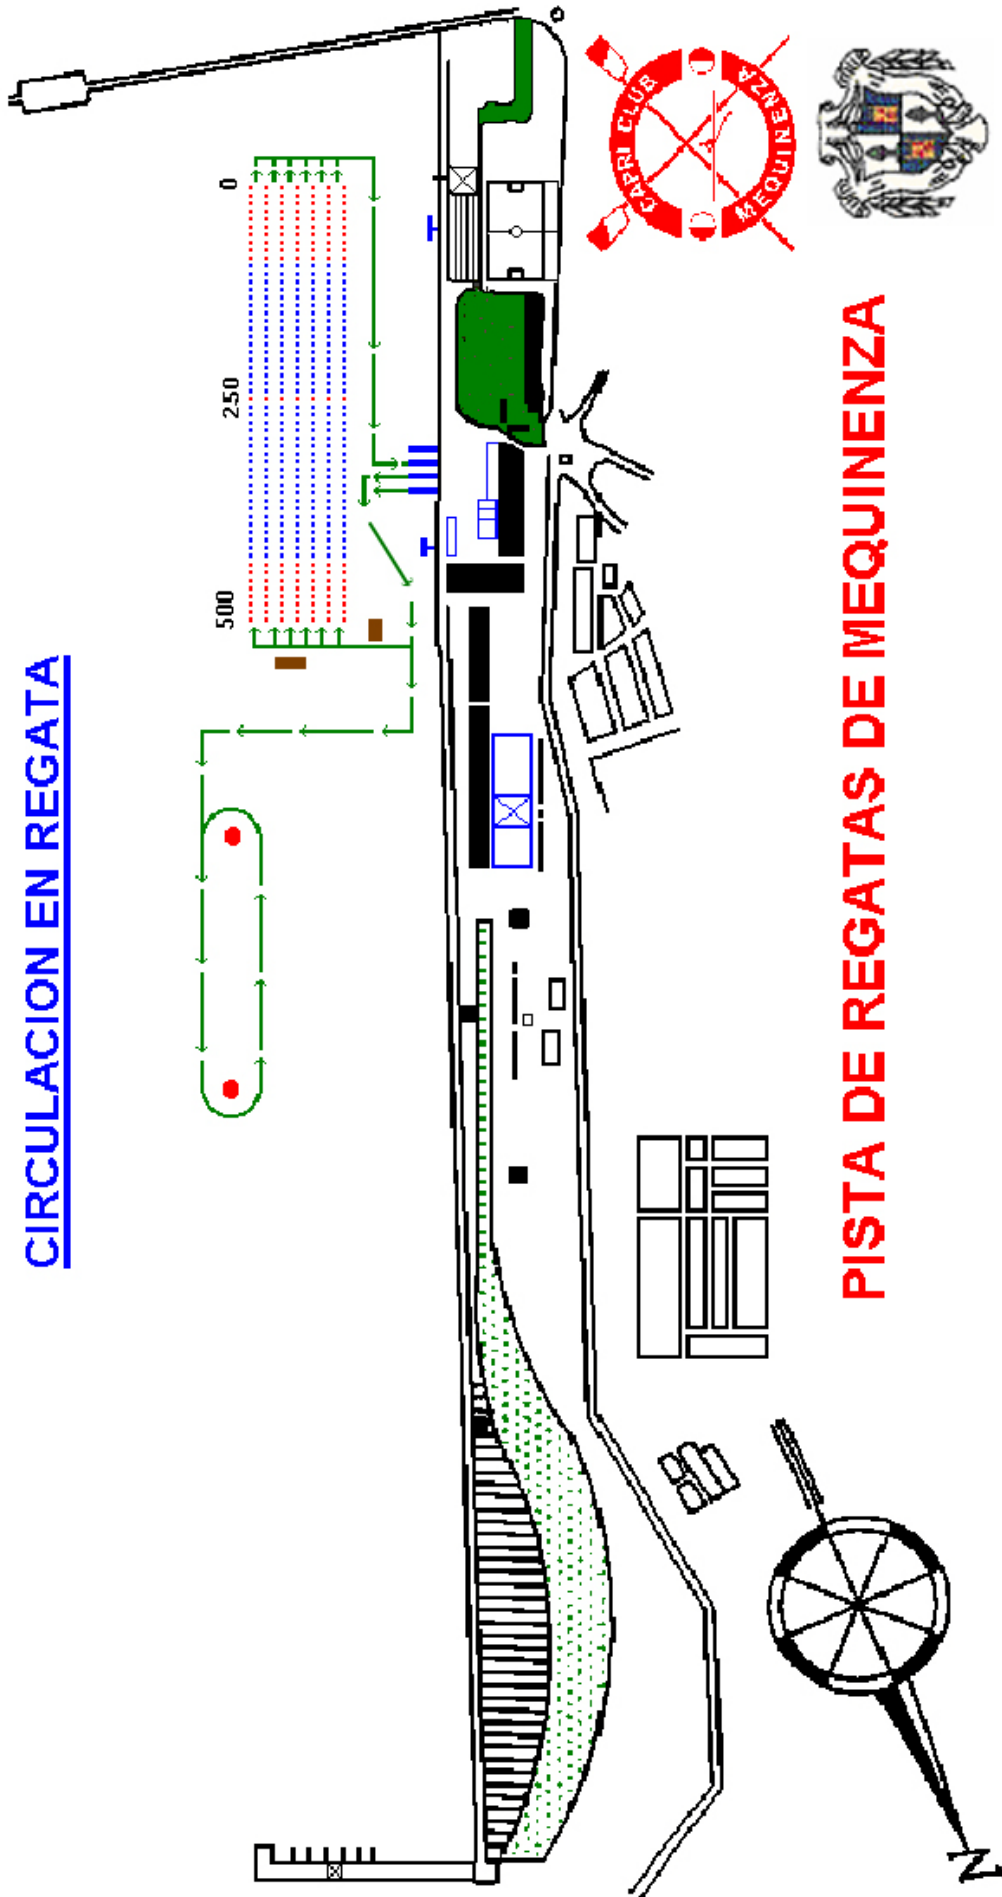 CIRCULACION EN REGATA
500
250
0
PISTA DE REGATAS DE MEQUINENZA
CAPRI CLUB
MEQUINENZA
N